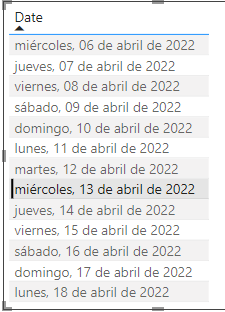 Date
miércoles, 06 de abril de 2022
jueves, 07 de abril de 2022
viernes, 08 de abril de 2022
sábado, 09 de abril de 2022
domingo, 10 de abril de 2022
lunes, 11 de abril de 2022
martes, 12 de abril de 2022
miércoles, 13 de abril de 2022
jueves, 14 de abril de 2022
viernes, 15 de abril de 2022
sábado, 16 de abril de 2022
domingo, 17 de abril de 2022
lunes, 18 de abril de 2022